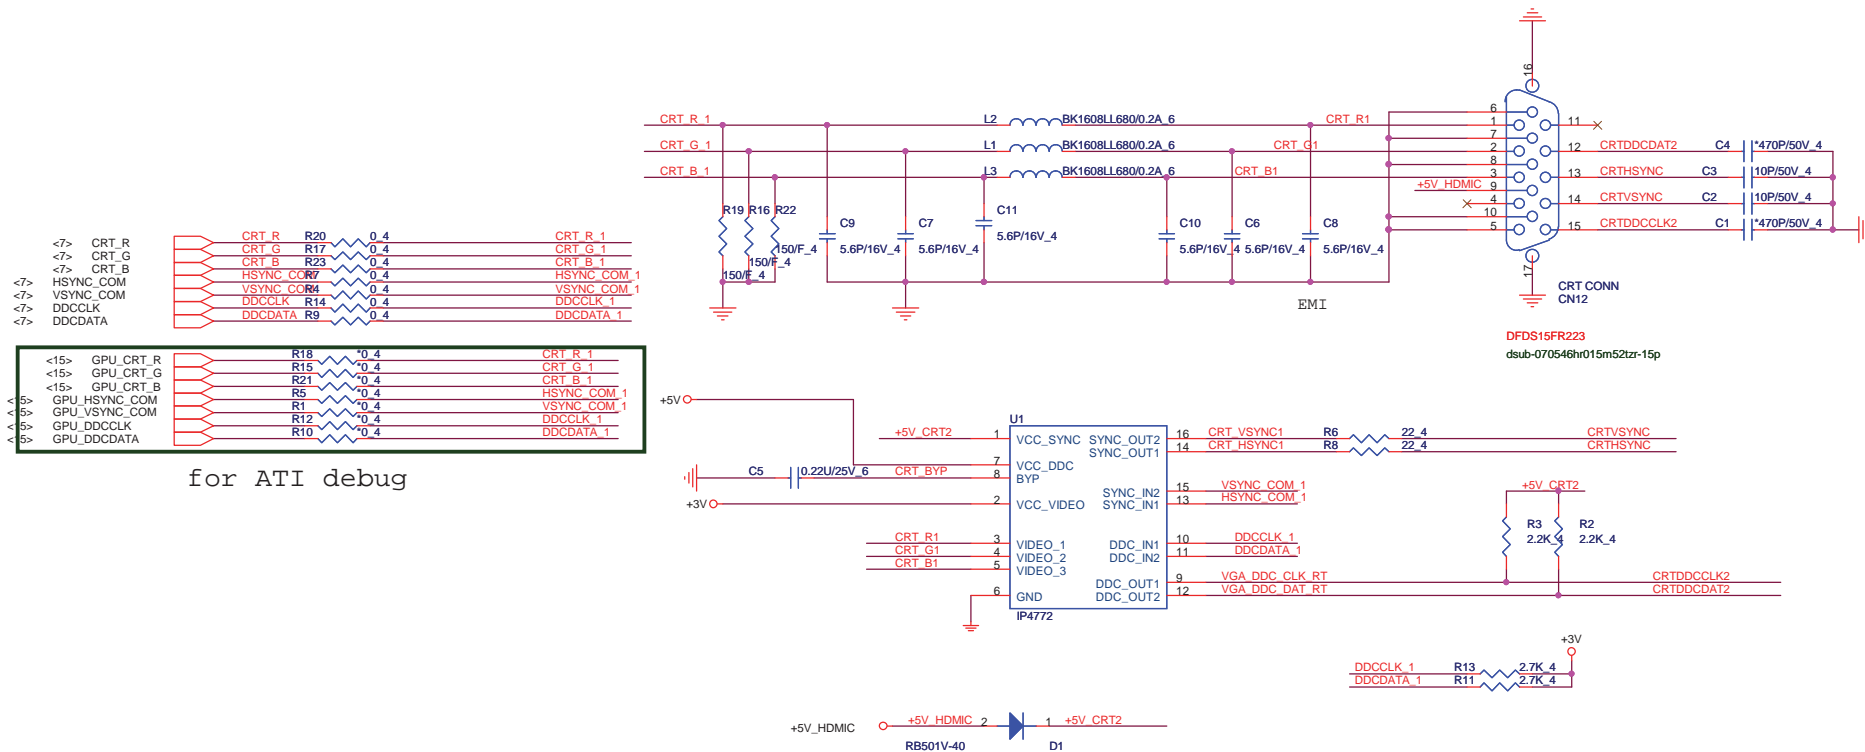 16
CRT_R_1 L2 BK1608LL680/0.2A_6 CRT_R1
CRT_G_1 L1 BK1608LL680/0.2A_6 CRT_G1
CRT_B_1 L3 BK1608LL680/0.2A_6 CRT_B1
+5V_HDMIC
6
1
7
2
8
3
9
4
10
5
11
12 CRTDDCDAT2 C4 *470P/50V_4
13 CRTHSYNC C3 10P/50V_4
14 CRTVSYNC C2 10P/50V_4
15 CRTDDCCLK2 C1 *470P/50V_4
17
CRT CONN
CN12
DFDS15FR223
dsub-070546hr015m52tzr-15p
R19 R16 R22
150/F_4
150/F_4
150/F_4
C9
5.6P/16V_4
C7
5.6P/16V_4
C11
5.6P/16V_4
C10
5.6P/16V_4
C6
5.6P/16V_4
C8
5.6P/16V_4
EMI
<7> CRT_R CRT_R R20 0_4 CRT_R_1
<7> CRT_G CRT_G R17 0_4 CRT_G_1
<7> CRT_B CRT_B R23 0_4 CRT_B_1
<7> HSYNC_COM HSYNC_COM R7 0_4 HSYNC_COM_1
<7> VSYNC_COM VSYNC_COM R4 0_4 VSYNC_COM_1
<7> DDCCLK DDCCLK R14 0_4 DDCCLK_1
<7> DDCDATA DDCDATA R9 0_4 DDCDATA_1
<15> GPU_CRT_R R18 *0_4 CRT_R_1
<15> GPU_CRT_G R15 *0_4 CRT_G_1
<15> GPU_CRT_B R21 *0_4 CRT_B_1
<15> GPU_HSYNC_COM R5 *0_4 HSYNC_COM_1
<15> GPU_VSYNC_COM R1 *0_4 VSYNC_COM_1
<15> GPU_DDCCLK R12 *0_4 DDCCLK_1
<15> GPU_DDCDATA R10 *0_4 DDCDATA_1
for ATI debug
+5V
U1
+5V_CRT2 1 VCC_SYNC
7 VCC_DDC
C5 0.22U/25V_6 CRT_BYP 8 BYP
+3V 2 VCC_VIDEO
CRT_R1 3 VIDEO_1
CRT_G1 4 VIDEO_2
CRT_B1 5 VIDEO_3
6 GND
IP4772
SYNC_OUT2 16 CRT_VSYNC1 R6 22_4 CRTVSYNC
SYNC_OUT1 14 CRT_HSYNC1 R8 22_4 CRTHSYNC
SYNC_IN2 15 VSYNC_COM_1
SYNC_IN1 13 HSYNC_COM_1
DDC_IN1 10 DDCCLK_1
DDC_IN2 11 DDCDATA_1
DDC_OUT1 9 VGA_DDC_CLK_RT CRTDDCCLK2
DDC_OUT2 12 VGA_DDC_DAT_RT CRTDDCDAT2
+5V_CRT2
R3
2.2K_4
R2
2.2K_4
+3V
DDCCLK_1 R13 2.7K_4
DDCDATA_1 R11 2.7K_4
+5V_HDMIC +5V_HDMIC 2 1 +5V_CRT2
RB501V-40 D1